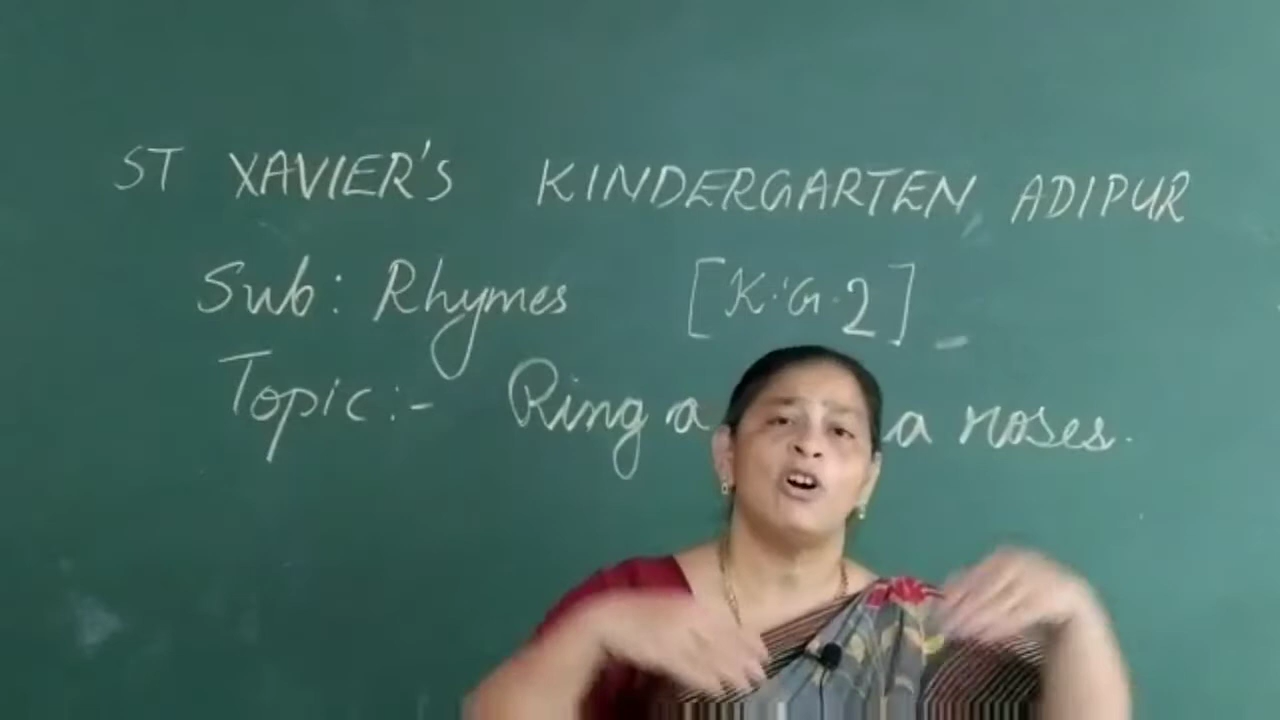 ST XAVIER'S KINDERGARTEN, ADIPUR
Sub: Rhymes [K.G.2]
Topic:- Ring a a roses.